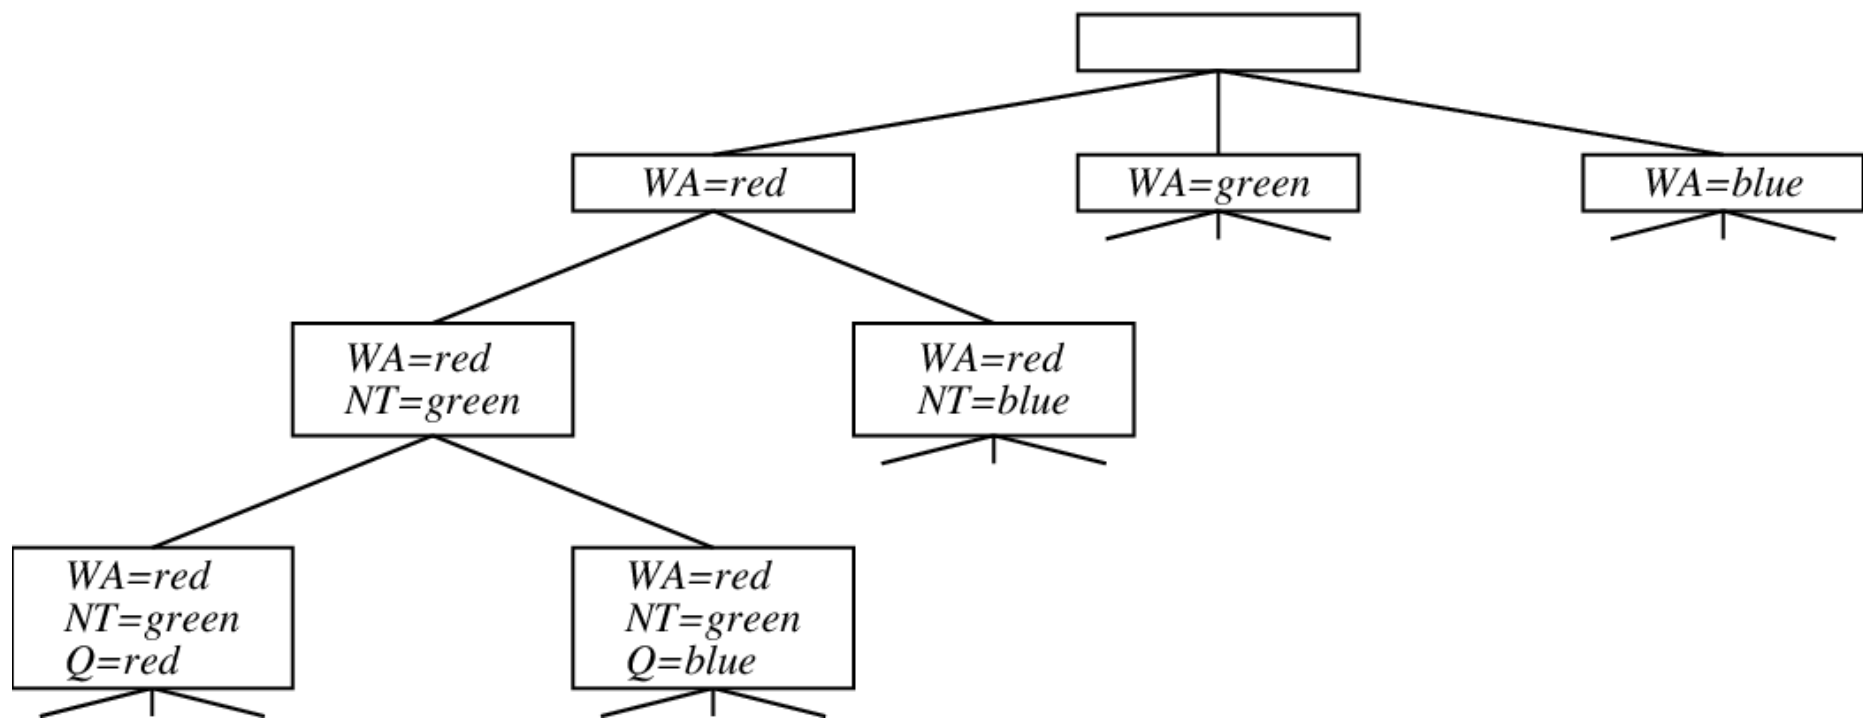 WA=red
WA=green
WA=blue
WA=red
NT=green
WA=red
NT=blue
WA=red
NT=green
Q=red
WA=red
NT=green
Q=blue